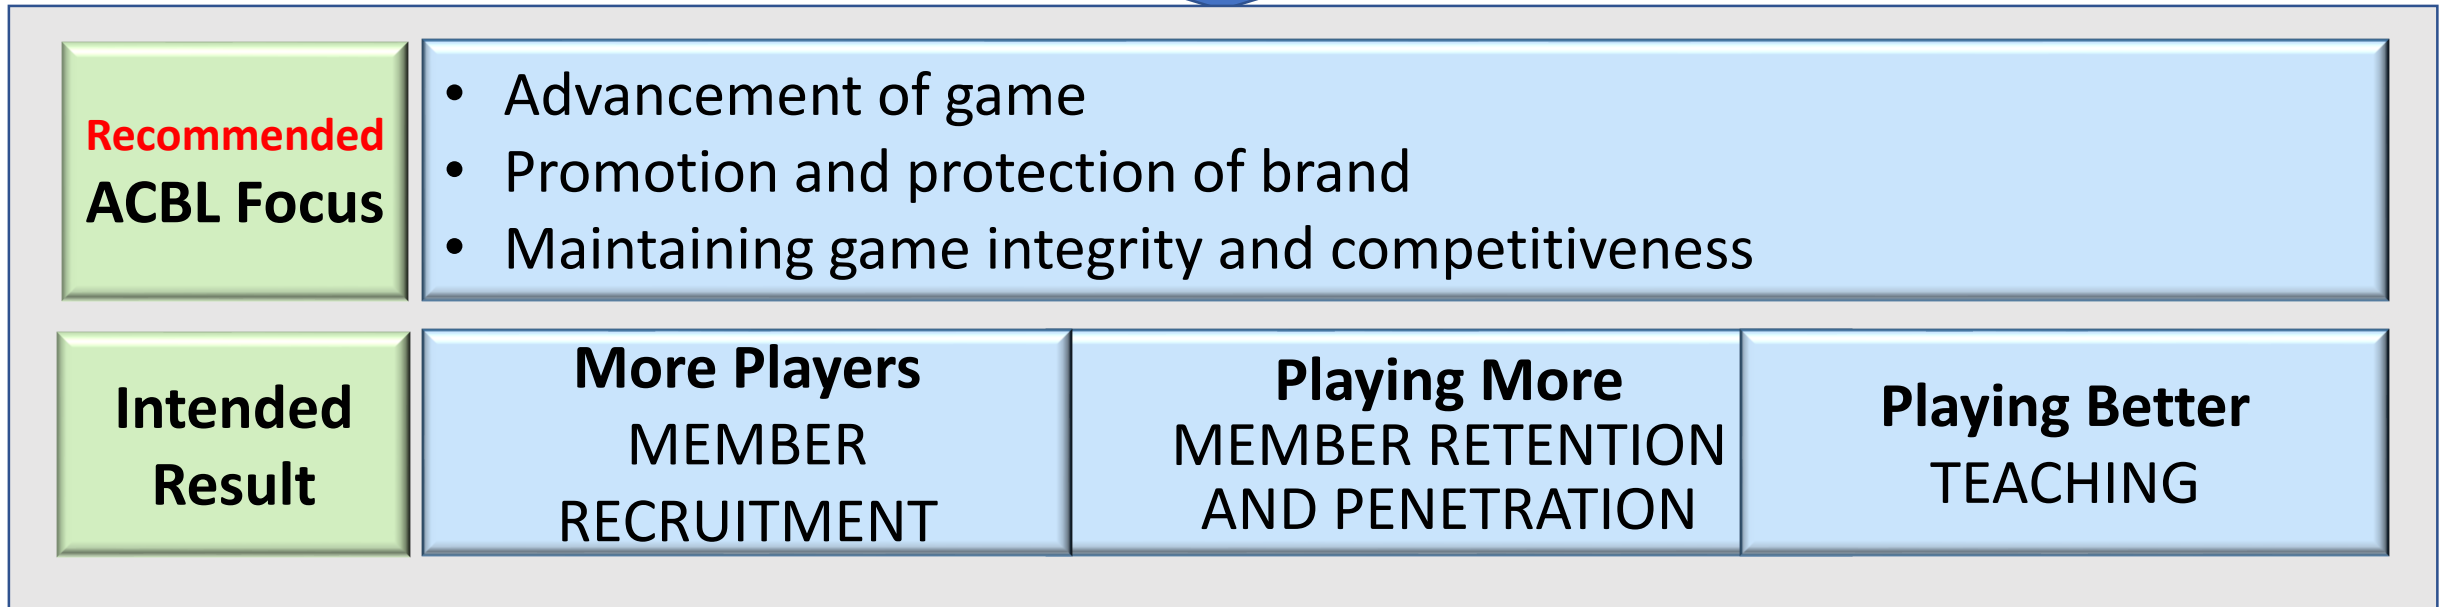 Recommended
ACBL Focus
• Advancement of game
• Promotion and protection of brand
• Maintaining game integrity and competitiveness
Intended
Result
More Players
MEMBER
RECRUITMENT
Playing More
MEMBER RETENTION
AND PENETRATION
Playing Better
TEACHING